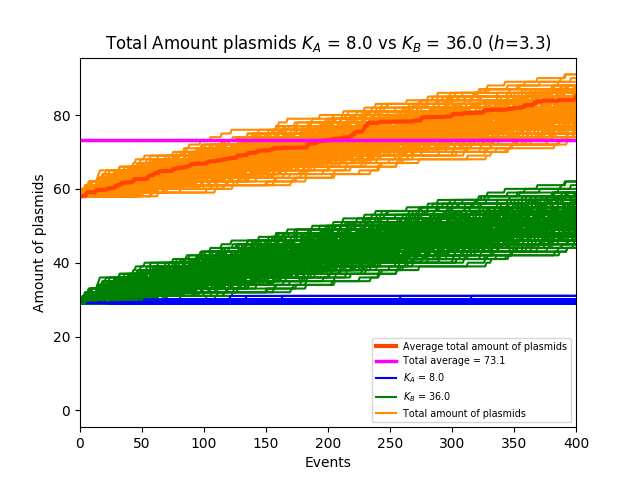 Total Amount plasmids K_A = 8.0 vs K_B = 36.0 (h=3.3)
Amount of plasmids
80
60
40
20
0
Average total amount of plasmids
Total average = 73.1
K_A = 8.0
K_B = 36.0
Total amount of plasmids
0 50 100 150 200 250 300 350 400
Events